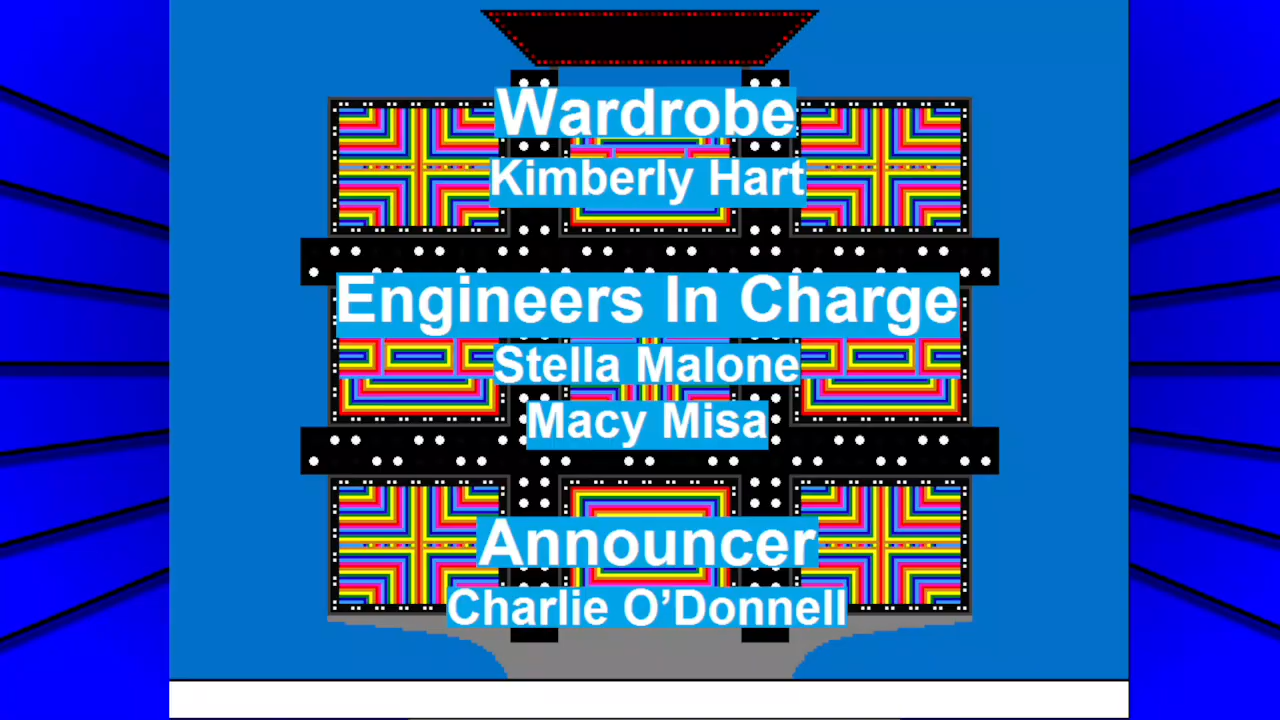 Wardrobe
Kimberly Hart
Engineers In Charge
Stella Malone
Macy Misa
Announcer
Charlie O’Donnell